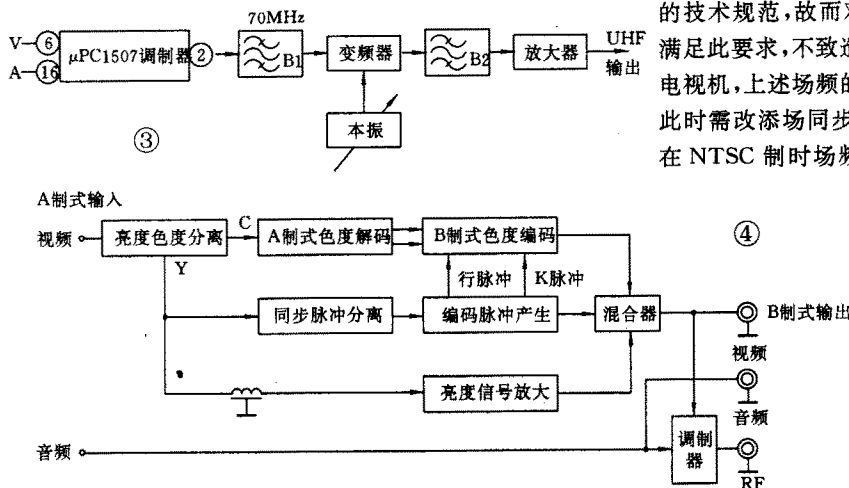 70MHz
V ⑥ μPC1507调制器 ② B1 变频器 B2 放大器 UHF
A ⑯ 输出
本振
③
的技术规范,故而
满足此要求,不致
电视机,上述场频的
此时需改添场同步
在 NTSC 制时场频
A制式输入
视频 亮度色度分离 C A制式色度解码 B制式色度编码
④
Y 行脉冲 K脉冲
同步脉冲分离 编码脉冲产生 混合器 B制式输出
视频
亮度信号放大
音频
音频 调制器
RF